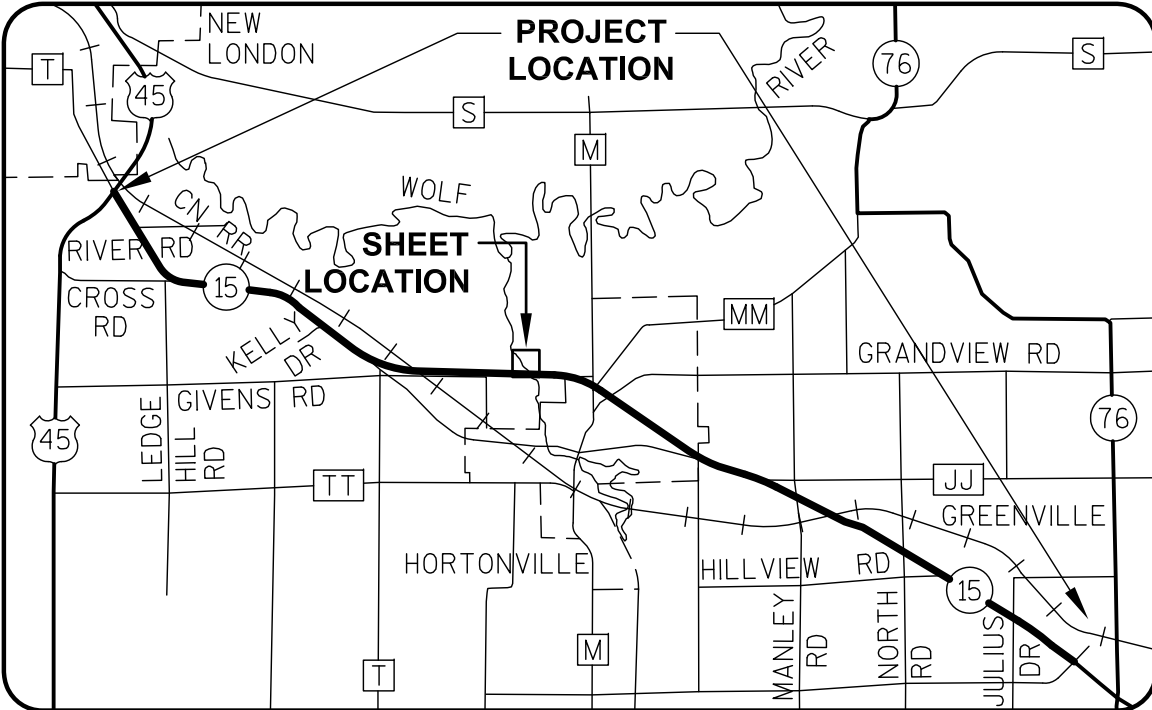 NEW
LONDON
PROJECT
LOCATION
T
45
S
76
S
RIVER
M
WOLF
CN RR
RIVER RD
SHEET
LOCATION
15
CROSS
RD
KELLY
DR
MM
GRANDVIEW RD
GIVENS RD
45
LEDGE
HILL
RD
76
TT
JJ
GREENVILLE
HORTONVILLE
HILLVIEW RD
15
MANLEY
RD
NORTH
RD
JULIUS
DR
T
M